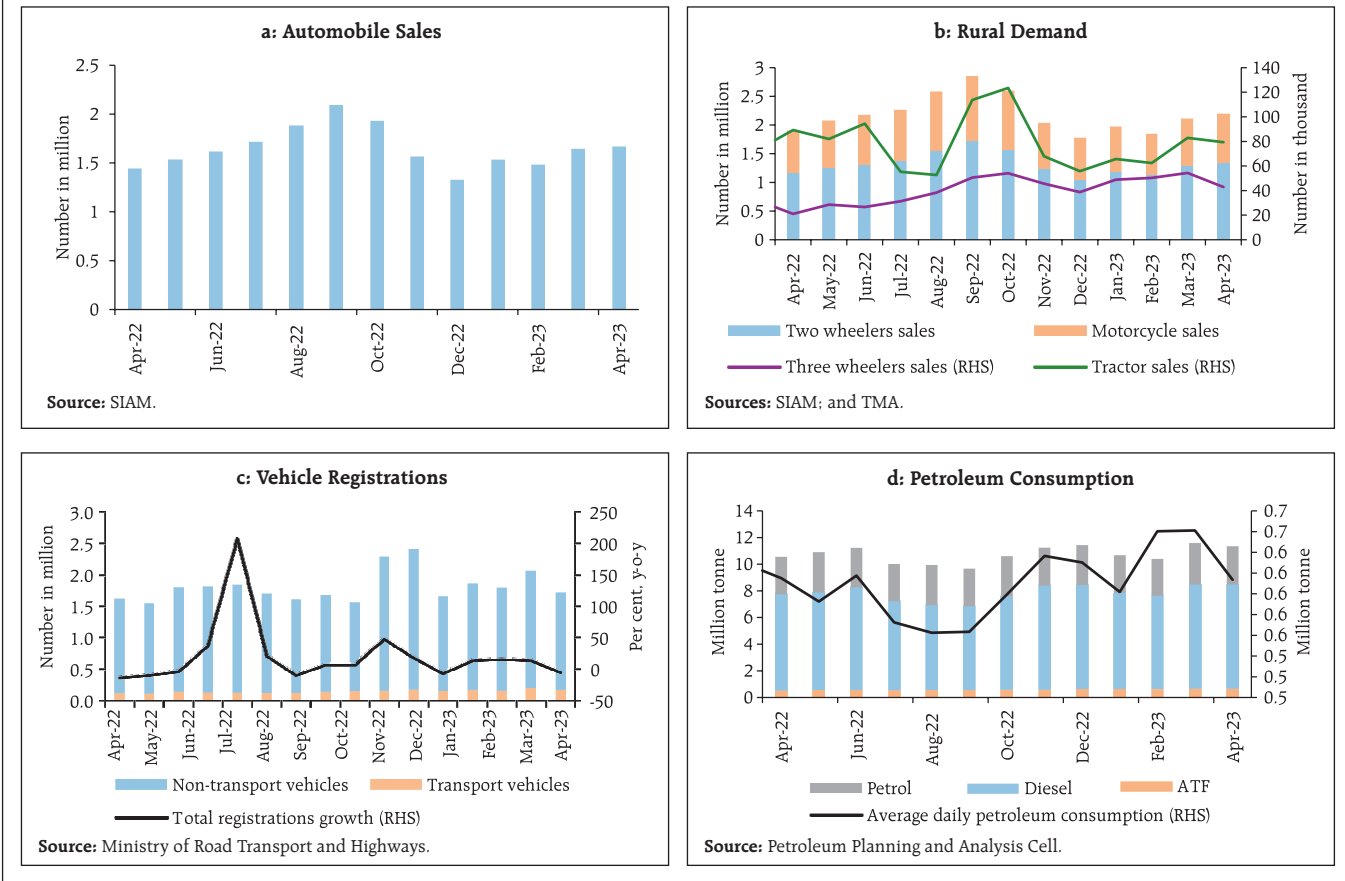 a: Automobile Sales
Number in million
2.5
2
1.5
1
0.5
0
Apr-22
Jun-22
Aug-22
Oct-22
Dec-22
Feb-23
Apr-23
Source: SIAM.
b: Rural Demand
Number in million
3
2.5
2
1.5
1
0.5
0
140
120
100
80
60
40
20
0
Number in thousand
Apr-22
May-22
Jun-22
Jul-22
Aug-22
Sep-22
Oct-22
Nov-22
Dec-22
Jan-23
Feb-23
Mar-23
Apr-23
Two wheelers sales
Motorcycle sales
Three wheelers sales (RHS)
Tractor sales (RHS)
Sources: SIAM; and TMA.
c: Vehicle Registrations
Number in million
3.0
2.5
2.0
1.5
1.0
0.5
0.0
250
200
150
100
50
0
-50
Per cent, y-o-y
Apr-22
May-22
Jun-22
Jul-22
Aug-22
Sep-22
Oct-22
Nov-22
Dec-22
Jan-23
Feb-23
Mar-23
Apr-23
Non-transport vehicles
Transport vehicles
Total registrations growth (RHS)
Source: Ministry of Road Transport and Highways.
d: Petroleum Consumption
Million tonne
14
12
10
8
6
4
2
0
0.7
0.7
0.6
0.6
0.6
0.6
0.6
0.5
0.5
0.5
Million tonne
Apr-22
Jun-22
Aug-22
Oct-22
Dec-22
Feb-23
Apr-23
Petrol
Diesel
ATF
Average daily petroleum consumption (RHS)
Source: Petroleum Planning and Analysis Cell.